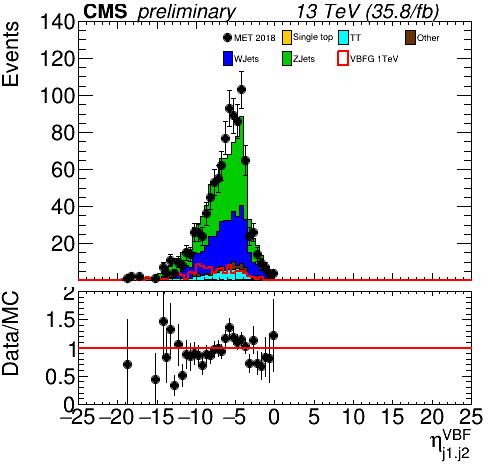 CMS preliminary 13 TeV (35.8/fb)
Events
140
120
100
80
60
40
20
MET 2018 Single top TT Other
WJets ZJets VBFG 1TeV
Data/MC
2
1.5
1
0.5
0
−25 −20 −15 −10 −5 0 5 10 15 20 25
η^VBF_j1.j2